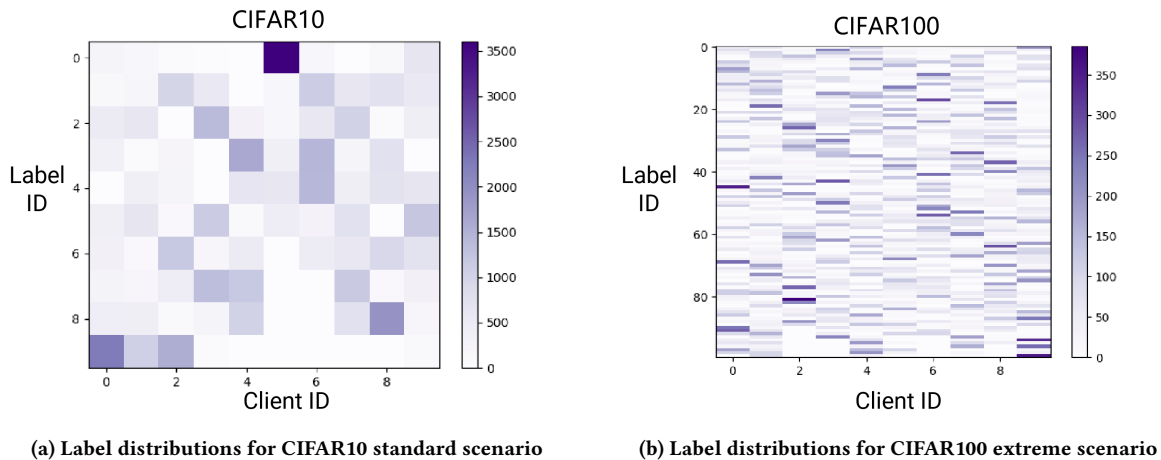 CIFAR10
0
2
4
6
8
Label
ID
0 2 4 6 8
Client ID
3500
3000
2500
2000
1500
1000
500
0
CIFAR100
0
20
40
60
80
Label
ID
0 2 4 6 8
Client ID
350
300
250
200
150
100
50
0
(a) Label distributions for CIFAR10 standard scenario
(b) Label distributions for CIFAR100 extreme scenario